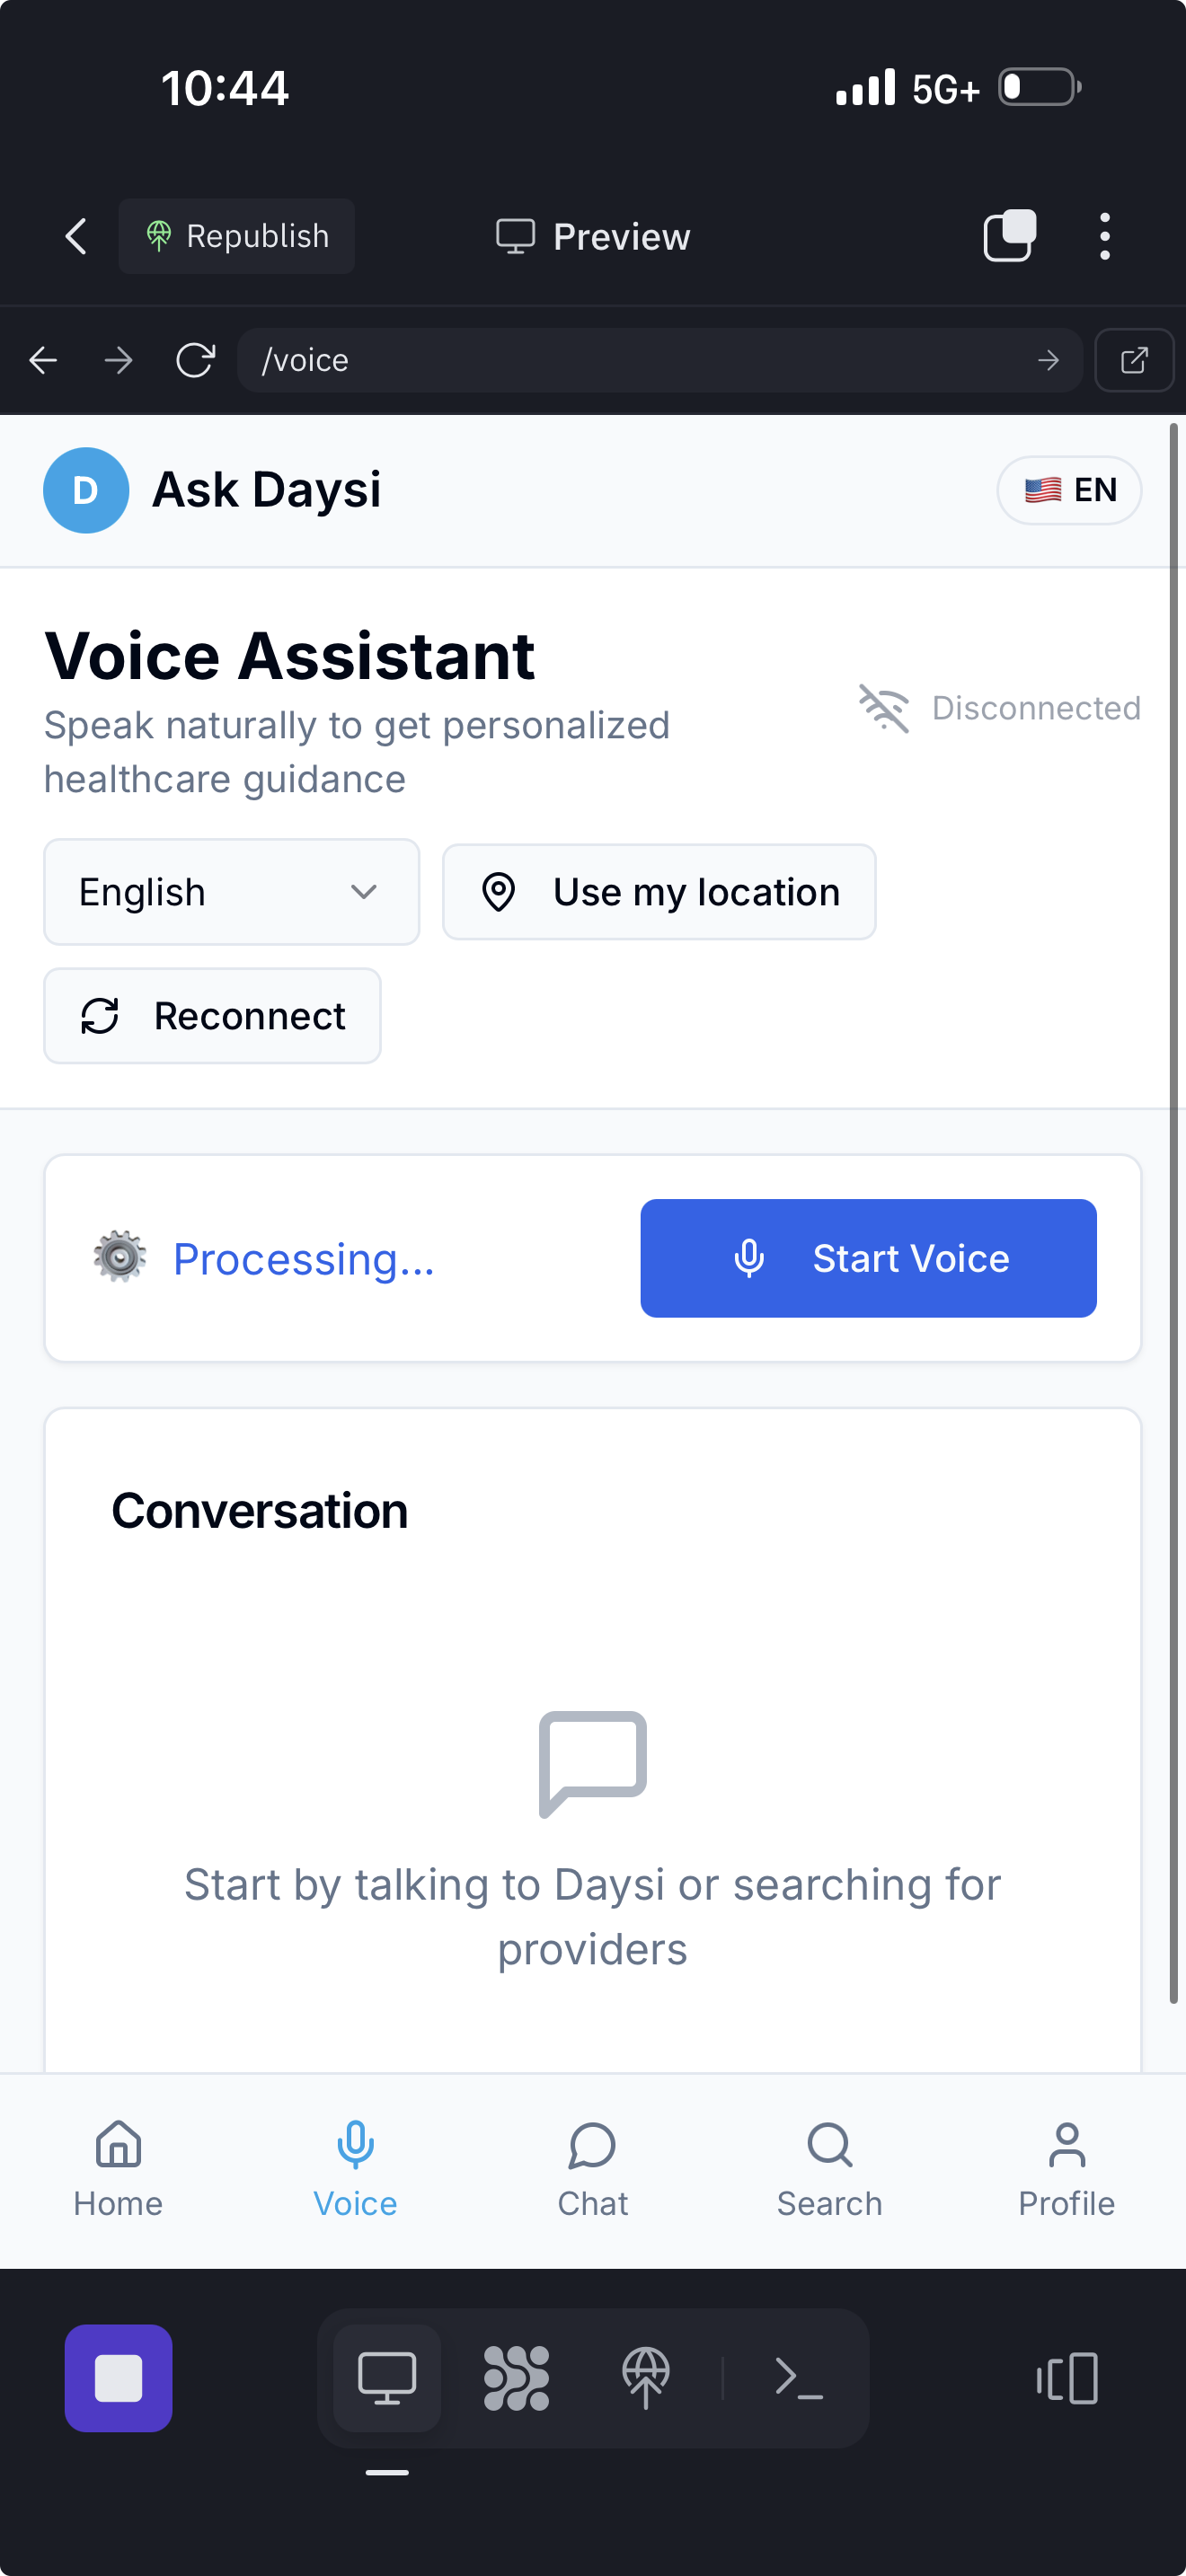 10:44
5G+
Republish
Preview
/voice
D
Ask Daysi
EN
Voice Assistant
Speak naturally to get personalized
healthcare guidance
Disconnected
English
Use my location
Reconnect
Processing...
Start Voice
Conversation
Start by talking to Daysi or searching for
providers
Home
Voice
Chat
Search
Profile